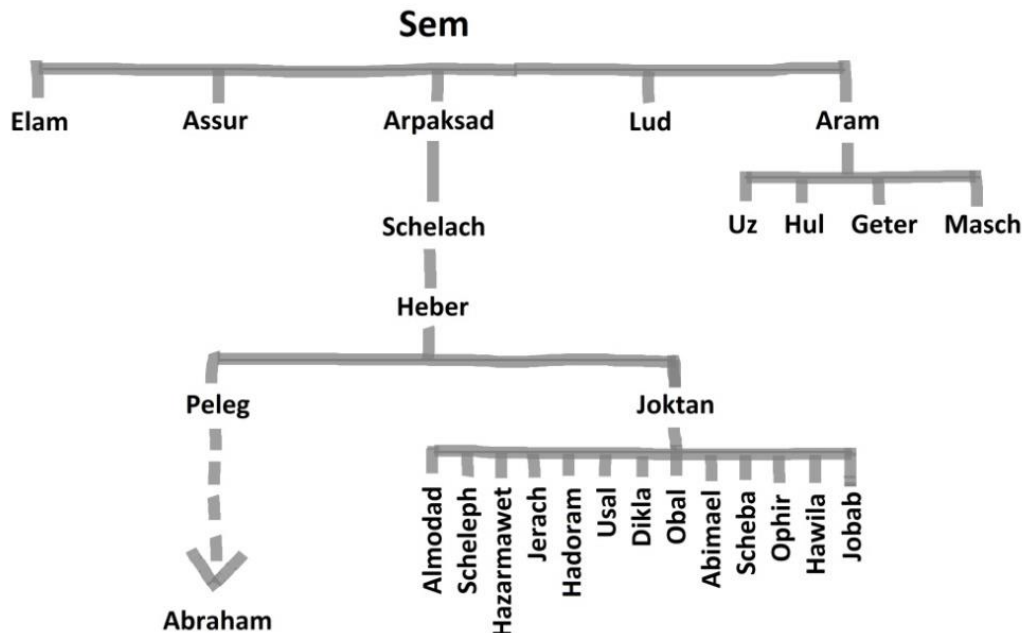 Sem
Elam Assur Arpaksad Lud Aram
Schelach Uz Hul Geter Masch
Heber
Peleg Joktan
Almodad
Scheleph
Hazarmawet
Jerach
Hadoram
Usal
Dikla
Obal
Abimael
Scheba
Ophir
Hawila
Jobab
Abraham